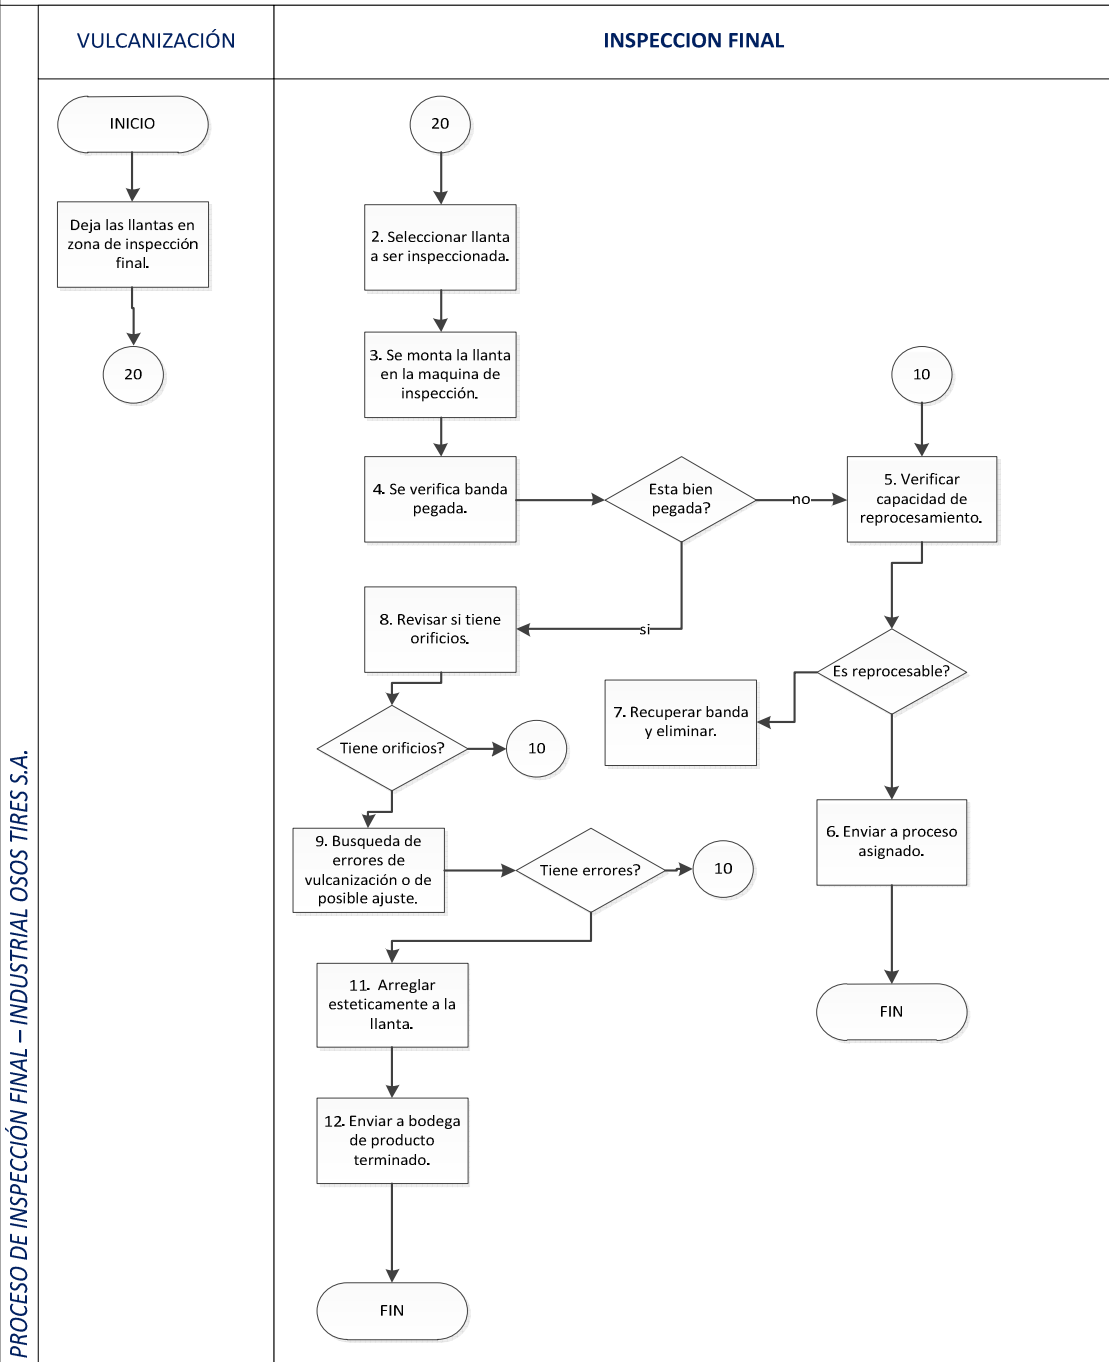 PROCESO DE INSPECCIÓN FINAL – INDUSTRIAL OSOS TIRES S.A.
VULCANIZACIÓN
INSPECCION FINAL
INICIO
Deja las llantas en
zona de inspección
final.
20
20
2. Seleccionar llanta
a ser inspeccionada.
3. Se monta la llanta
en la maquina de
inspección.
4. Se verifica banda
pegada.
Esta bien
pegada?
no
si
10
5. Verificar
capacidad de
reprocesamiento.
Es reprocesable?
7. Recuperar banda
y eliminar.
6. Enviar a proceso
asignado.
FIN
8. Revisar si tiene
orificios.
Tiene orificios?
10
9. Busqueda de
errores de
vulcanización o de
posible ajuste.
Tiene errores?
10
11. Arreglar
esteticamente a la
llanta.
12. Enviar a bodega
de producto
terminado.
FIN